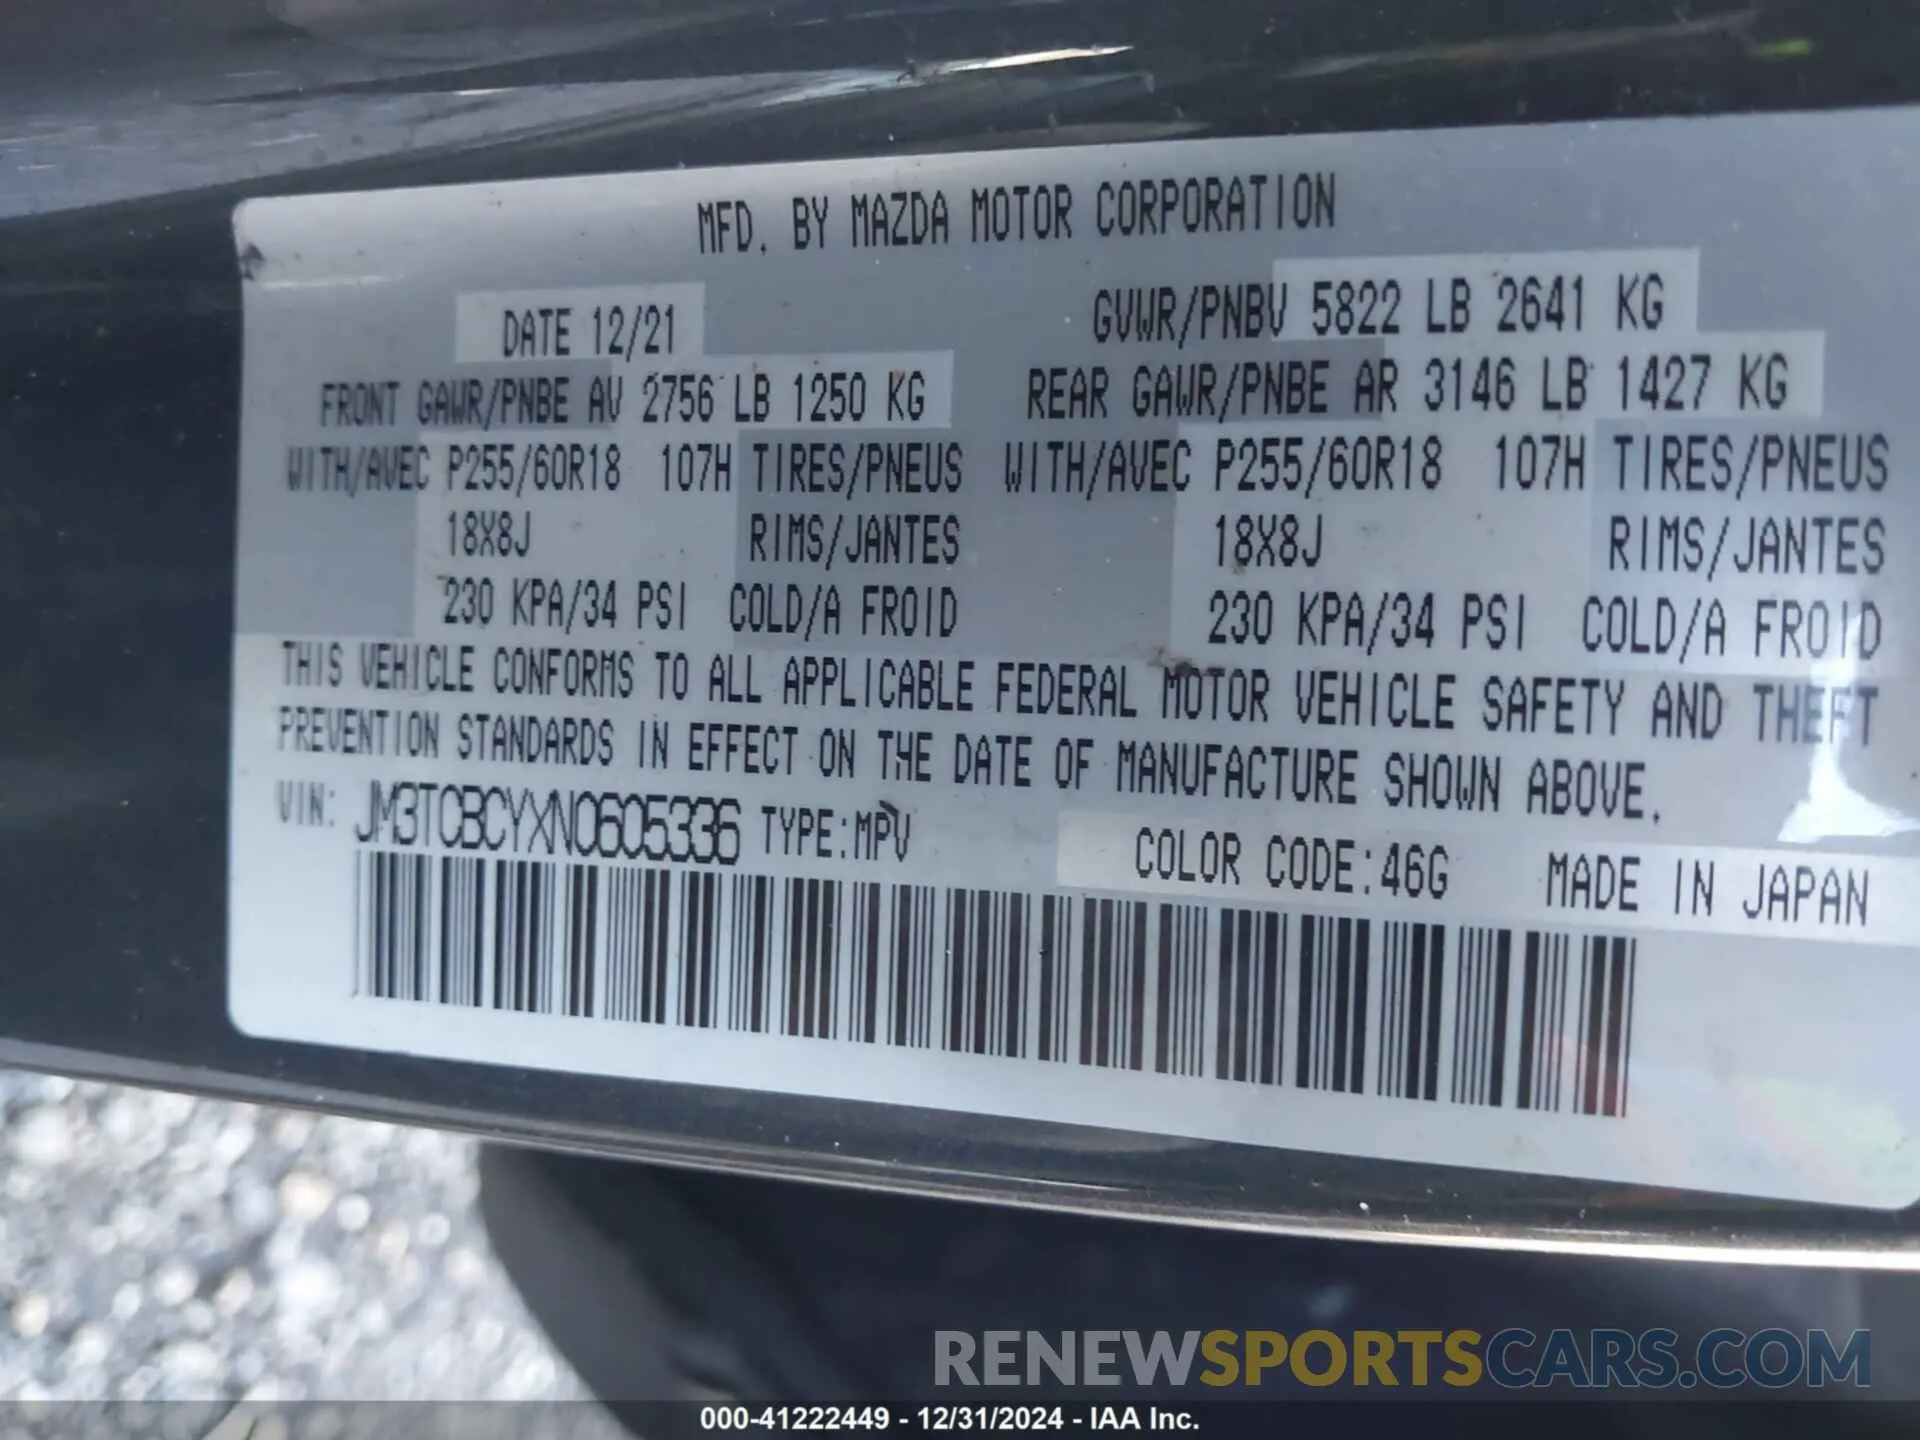 MFD. BY MAZDA MOTOR CORPORATION
DATE 12/21 GVWR/PNBV 5822 LB 2641 KG
FRONT GAWR/PNBE AV 2756 LB 1250 KG REAR GAWR/PNBE AR 3146 LB 1427 KG
WITH/AVEC P255/60R18 107H TIRES/PNEUS WITH/AVEC P255/60R18 107H TIRES/PNEUS
18X8J RIMS/JANTES 18X8J RIMS/JANTES
230 KPA/34 PSI COLD/A FROID 230 KPA/34 PSI COLD/A FROID
THIS VEHICLE CONFORMS TO ALL APPLICABLE FEDERAL MOTOR VEHICLE SAFETY AND THEFT
PREVENTION STANDARDS IN EFFECT ON THE DATE OF MANUFACTURE SHOWN ABOVE.
VIN: JM3TCBCYXN0605336 TYPE:MPV COLOR CODE:46G MADE IN JAPAN
RENEWSPORTSCARS.COM
000-41222449 - 12/31/2024 - IAA Inc.